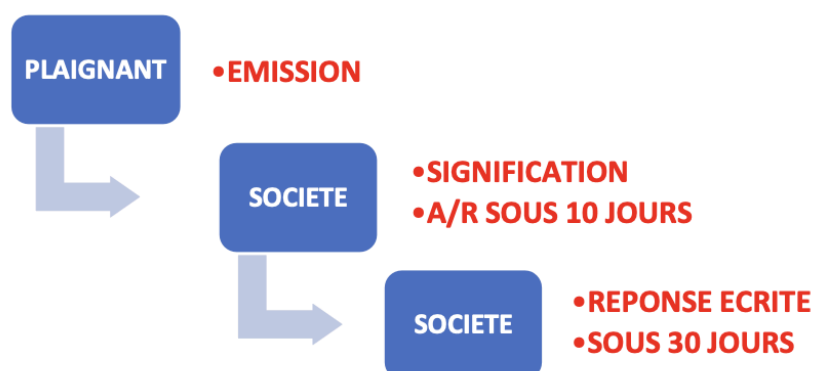 PLAIGNANT
•EMISSION
SOCIETE
•SIGNIFICATION
•A/R SOUS 10 JOURS
SOCIETE
•REPONSE ECRITE
•SOUS 30 JOURS